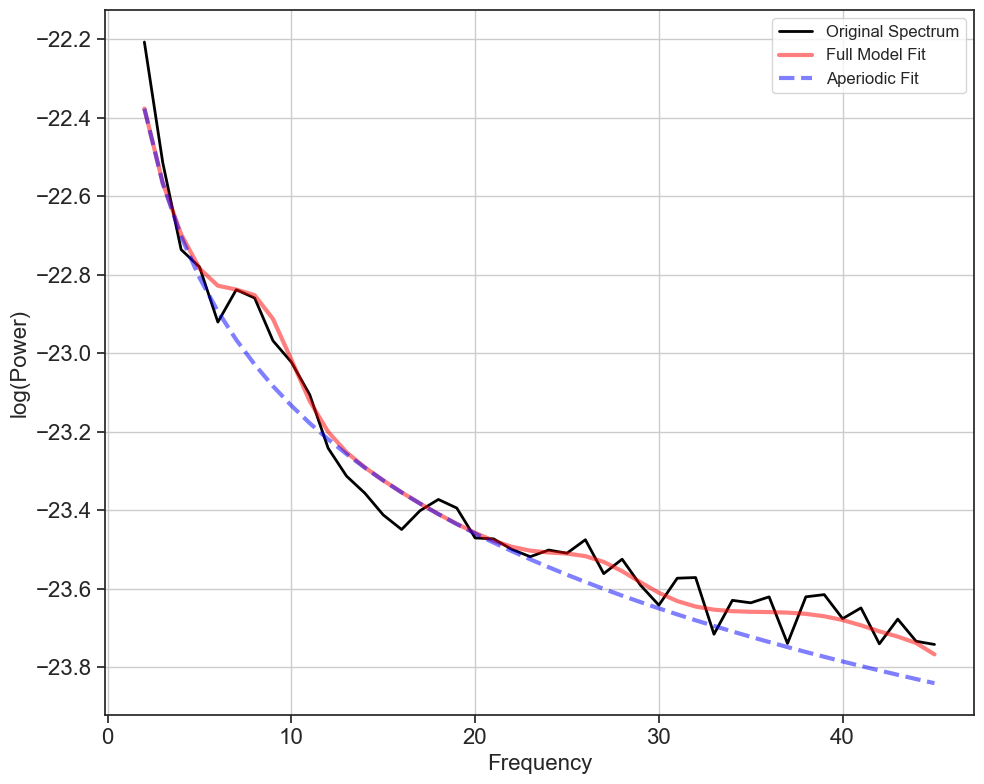 Original Spectrum
Full Model Fit
Aperiodic Fit
log(Power)
−22.2
−22.4
−22.6
−22.8
−23.0
−23.2
−23.4
−23.6
−23.8
0 10 20 30 40
Frequency